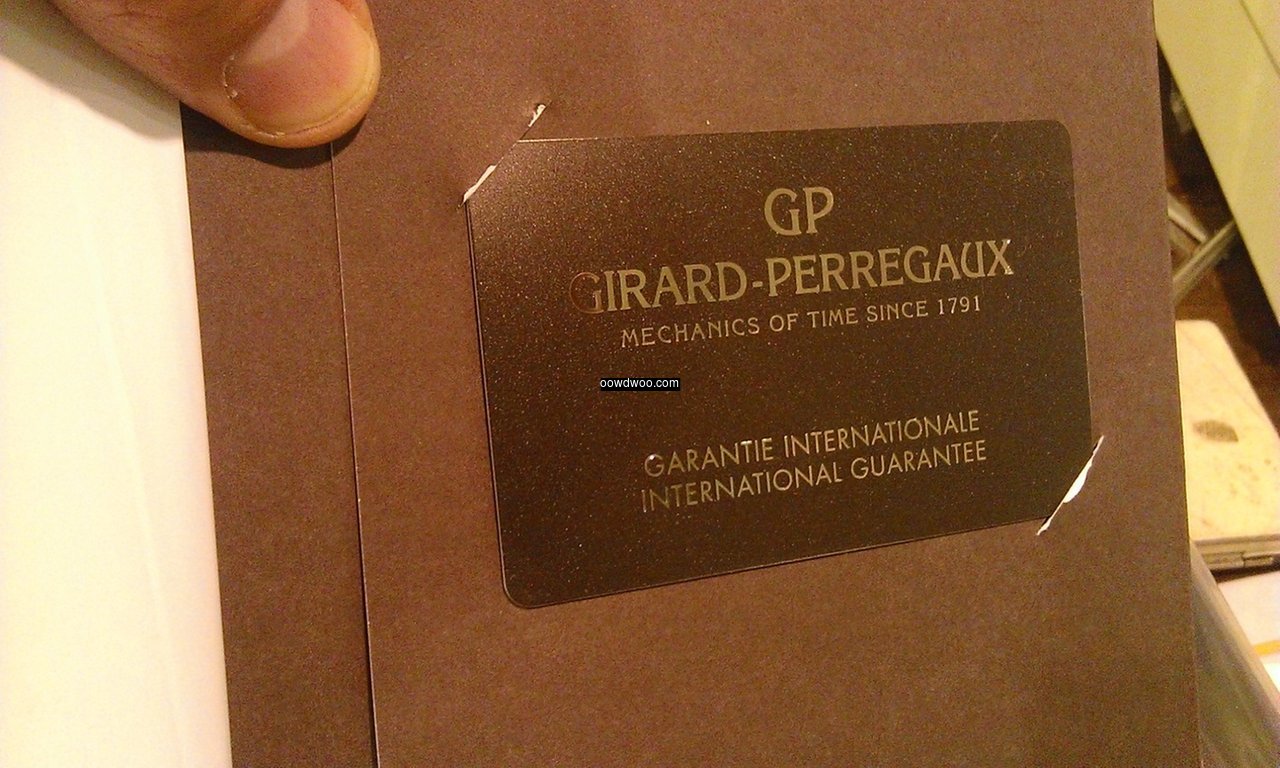 GP
GIRARD-PERREGAUX
MECHANICS OF TIME SINCE 1791
oowdwoo.com
GARANTIE INTERNATIONALE
INTERNATIONAL GUARANTEE